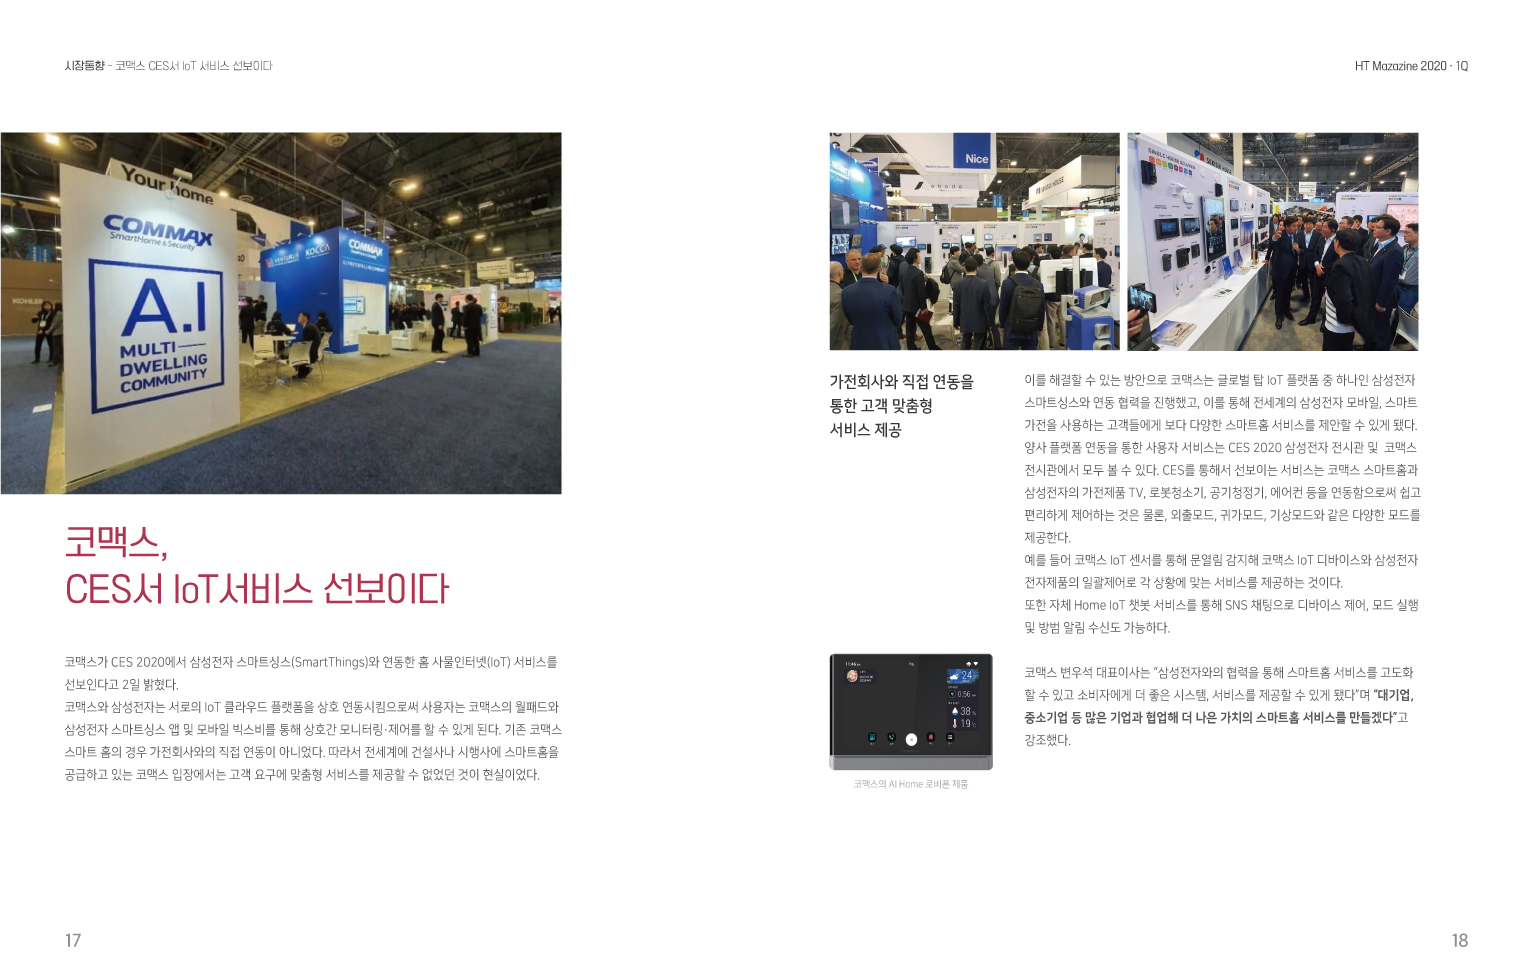 시장동향 - 코맥스 CES서 IoT 서비스 선보이다
HT Mazazine 2020 · 1Q
Your home
COMMAX
SmartHome & Security
A.I
MULTI
DWELLING
COMMUNITY
VENTURUS
KOCCA
COMMAX
KOHLER
코맥스,
CES서 IoT서비스 선보이다
코맥스가 CES 2020에서 삼성전자 스마트싱스(SmartThings)와 연동한 홈 사물인터넷(IoT) 서비스를
선보인다고 2일 밝혔다.
코맥스와 삼성전자는 서로의 IoT 클라우드 플랫폼을 상호 연동시킴으로써 사용자는 코맥스의 월패드와
삼성전자 스마트싱스 앱 및 모바일 빅스비를 통해 상호간 모니터링·제어를 할 수 있게 된다. 기존 코맥스
스마트 홈의 경우 가전회사와의 직접 연동이 아니었다. 따라서 전세계에 건설사나 시행사에 스마트홈을
공급하고 있는 코맥스 입장에서는 고객 요구에 맞춤형 서비스를 제공할 수 없었던 것이 현실이었다.
17
Nice
abode
가전회사와 직접 연동을
통한 고객 맞춤형
서비스 제공
이를 해결할 수 있는 방안으로 코맥스는 글로벌 탑 IoT 플랫폼 중 하나인 삼성전자
스마트싱스와 연동 협력을 진행했고, 이를 통해 전세계의 삼성전자 모바일, 스마트
가전을 사용하는 고객들에게 보다 다양한 스마트홈 서비스를 제안할 수 있게 됐다.
양사 플랫폼 연동을 통한 사용자 서비스는 CES 2020 삼성전자 전시관 및  코맥스
전시관에서 모두 볼 수 있다. CES를 통해서 선보이는 서비스는 코맥스 스마트홈과
삼성전자의 가전제품 TV, 로봇청소기, 공기청정기, 에어컨 등을 연동함으로써 쉽고
편리하게 제어하는 것은 물론, 외출모드, 귀가모드, 기상모드와 같은 다양한 모드를
제공한다.
예를 들어 코맥스 IoT 센서를 통해 문열림 감지해 코맥스 IoT 디바이스와 삼성전자
전자제품의 일괄제어로 각 상황에 맞는 서비스를 제공하는 것이다.
또한 자체 Home IoT 챗봇 서비스를 통해 SNS 채팅으로 디바이스 제어, 모드 실행
및 방범 알림 수신도 가능하다.
코맥스 변우석 대표이사는 “삼성전자와의 협력을 통해 스마트홈 서비스를 고도화
할 수 있고 소비자에게 더 좋은 시스템, 서비스를 제공할 수 있게 됐다”며 “대기업,
중소기업 등 많은 기업과 협업해 더 나은 가치의 스마트홈 서비스를 만들겠다”고
강조했다.
24
0.56
38 %
19 ℃
코맥스의 AI Home 로비폰 제품
18